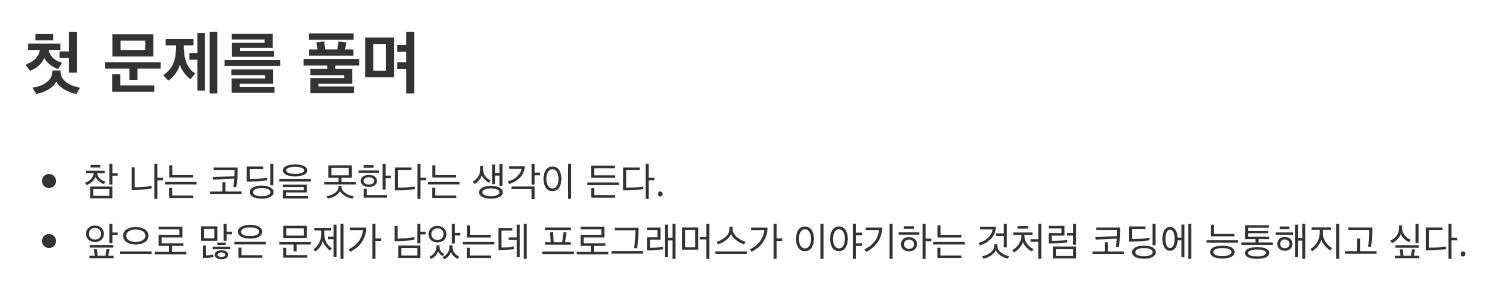 첫 문제를 풀며
• 참 나는 코딩을 못한다는 생각이 든다.
• 앞으로 많은 문제가 남았는데 프로그래머스가 이야기하는 것처럼 코딩에 능통해지고 싶다.